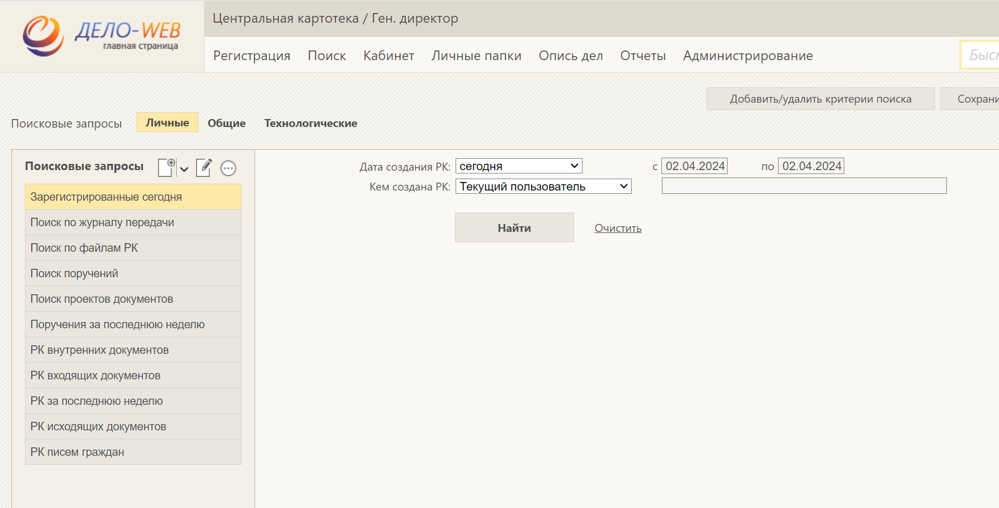 ДЕЛО-WEB
главная страница
Центральная картотека / Ген. директор
Регистрация Поиск Кабинет Личные папки Опись дел Отчеты Администрирование
Добавить/удалить критерии поиска
Поисковые запросы Личные Общие Технологические
Поисковые запросы
Зарегистрированные сегодня
Поиск по журналу передачи
Поиск по файлам РК
Поиск поручений
Поиск проектов документов
Поручения за последнюю неделю
РК внутренних документов
РК входящих документов
РК за последнюю неделю
РК исходящих документов
РК писем граждан
Дата создания РК: сегодня с 02.04.2024 по 02.04.2024
Кем создана РК: Текущий пользователь
Найти Очистить